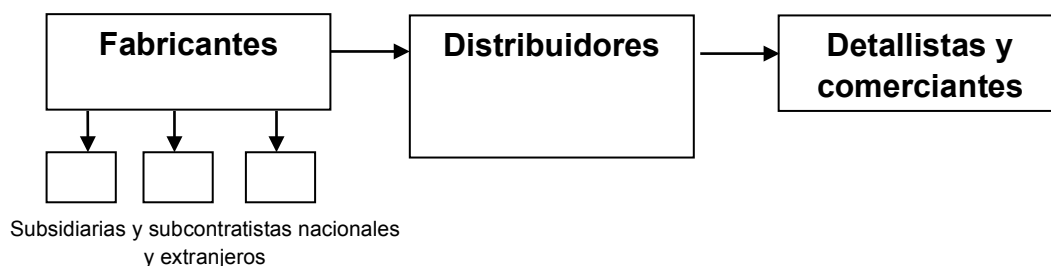 Fabricantes
Distribuidores
Detallistas y
comerciantes
Subsidiarias y subcontratistas nacionales
y extranjeros